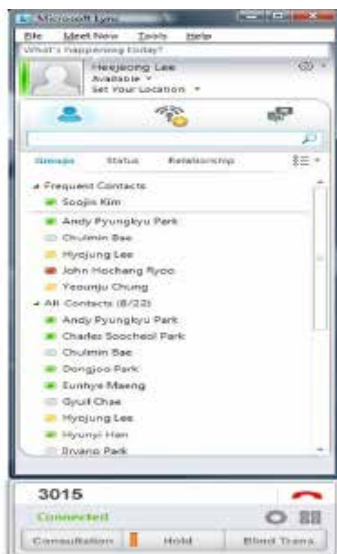 Microsoft Lync
File Meet Now Tools Help
What's happening today?
Heejeong Lee
Available
Set Your Location
Groups Status Relationship
Frequent Contacts
Soojin Kim
Andy Pyungkyu Park
Chulmin Bae
Hyojung Lee
John Hochang Ryoo
Yeounju Chung
All Contacts (8/22)
Andy Pyungkyu Park
Charles Soocheol Park
Chulmin Bae
Dongjoo Park
Eunhye Maeng
Gyuil Chae
Hyojung Lee
Hyunyi Han
Park
3015
Connected
Consultation Hold Blind Trans